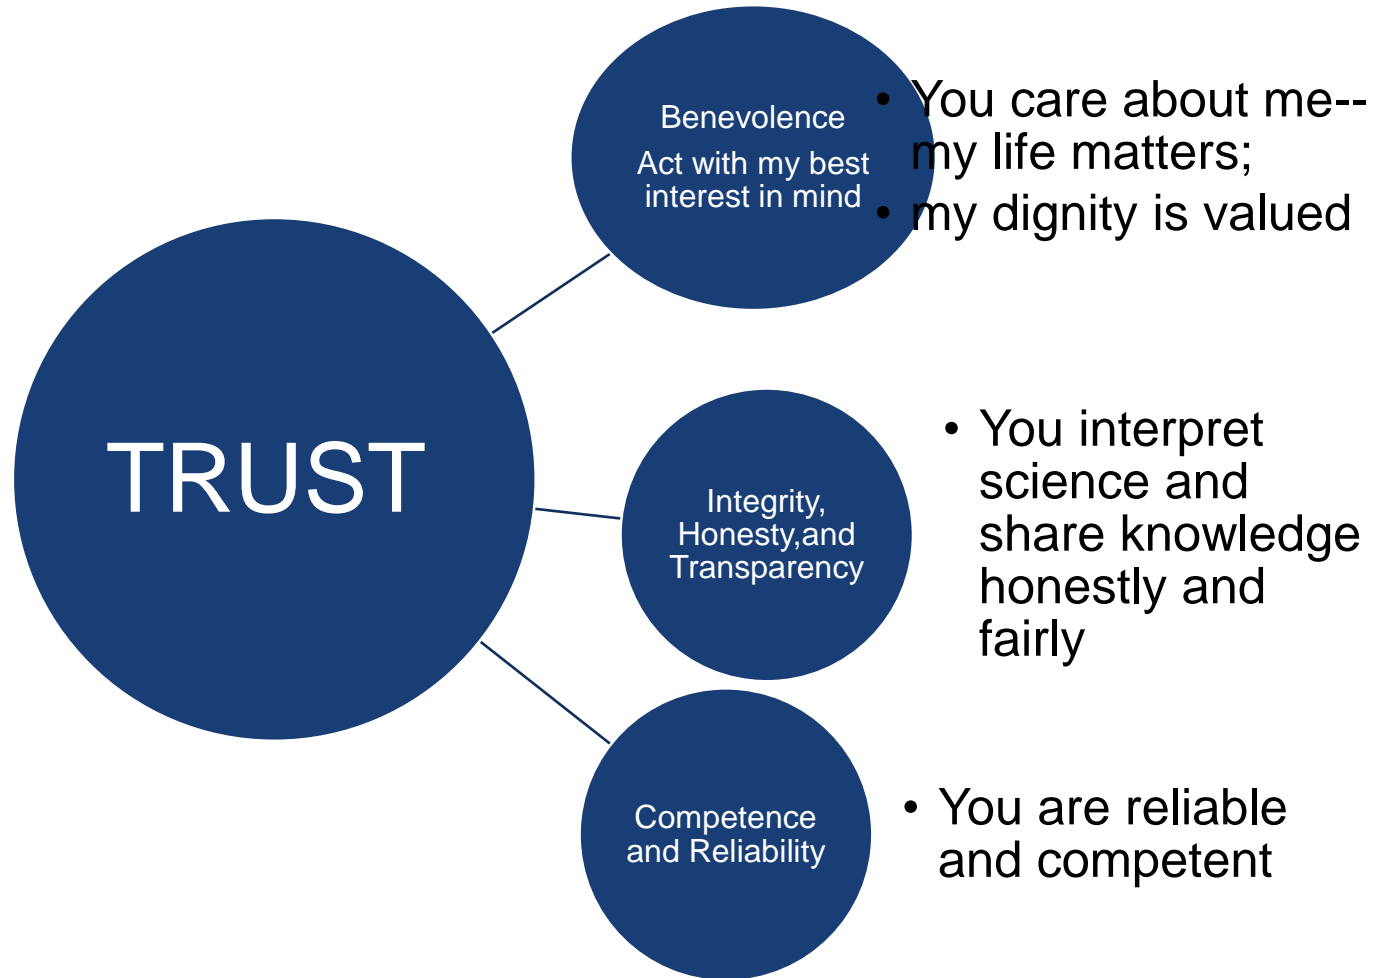 TRUST
Benevolence
Act with my best
interest in mind
• You care about me--
my life matters;
• my dignity is valued
Integrity,
Honesty,and
Transparency
• You interpret
science and
share knowledge
honestly and
fairly
Competence
and Reliability
• You are reliable
and competent